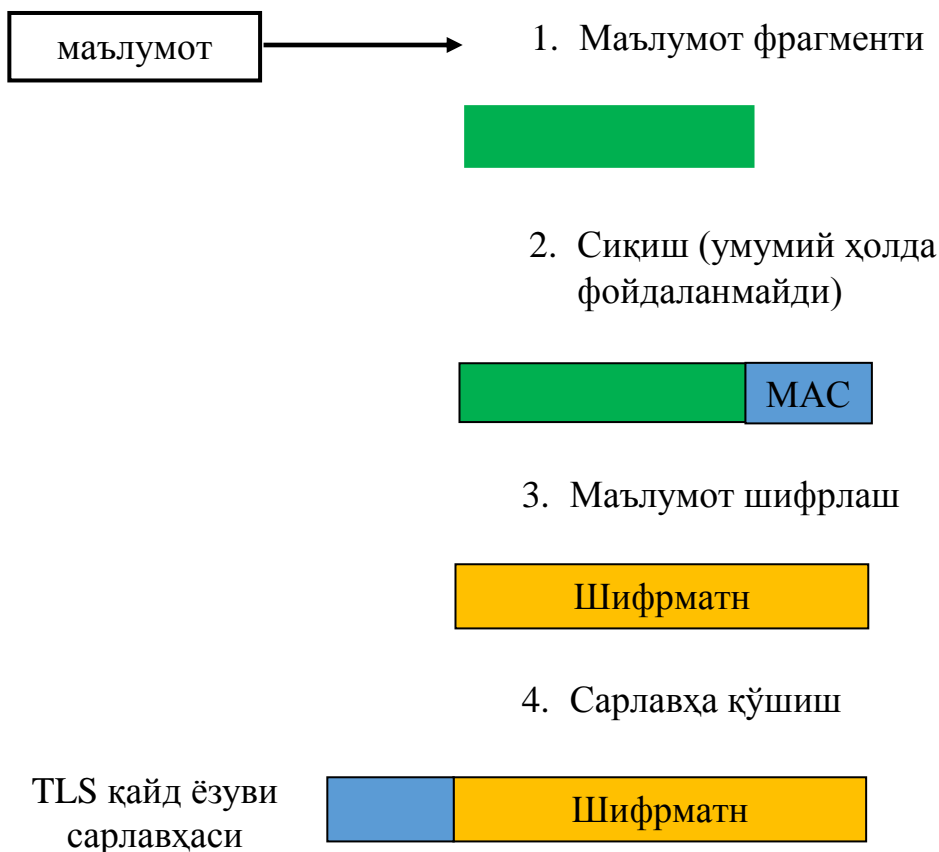 маълумот
1. Маълумот фрагменти
2. Сиқиш (умумий ҳолда
фойдаланмайди)
МАС
3. Маълумот шифрлаш
Шифрматн
4. Сарлавҳа қўшиш
TLS қайд ёзуви
сарлавҳаси
Шифрматн